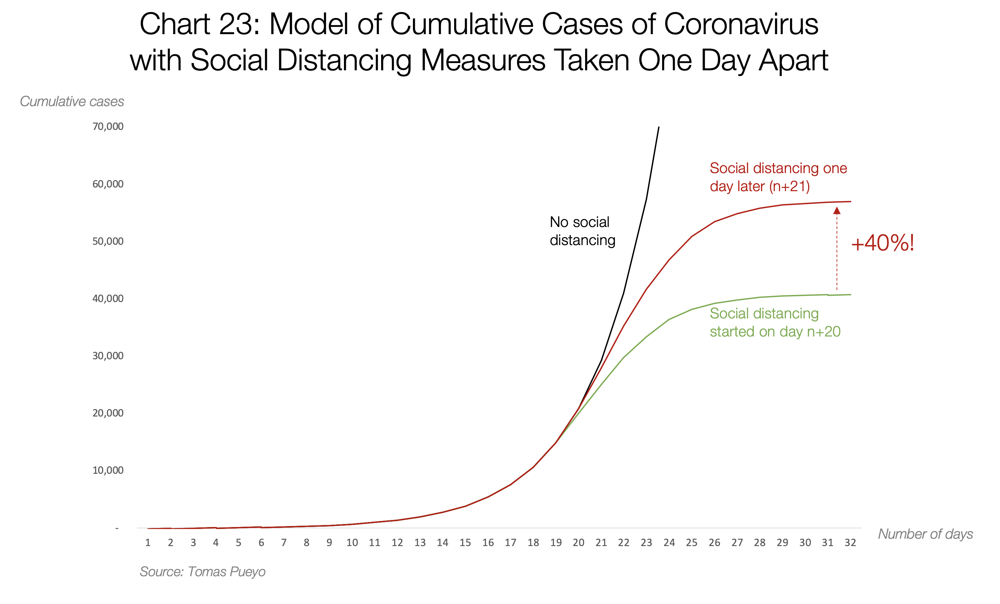 Chart 23: Model of Cumulative Cases of Coronavirus
with Social Distancing Measures Taken One Day Apart
Cumulative cases
70,000
60,000
50,000
40,000
30,000
20,000
10,000
-
No social
distancing
Social distancing one
day later (n+21)
+40%!
Social distancing
started on day n+20
1 2 3 4 5 6 7 8 9 10 11 12 13 14 15 16 17 18 19 20 21 22 23 24 25 26 27 28 29 30 31 32
Number of days
Source: Tomas Pueyo